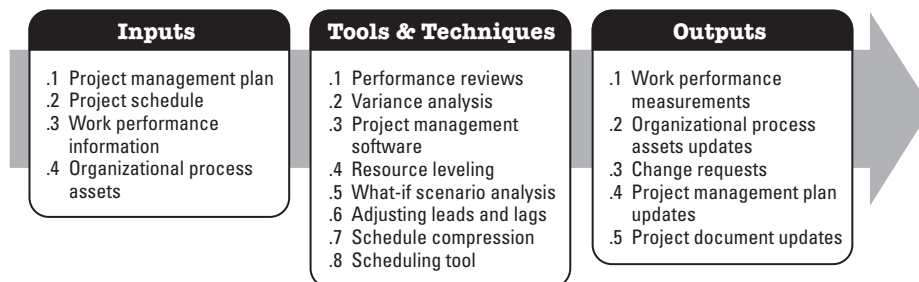 Inputs
.1 Project management plan
.2 Project schedule
.3 Work performance
information
.4 Organizational process
assets
Tools & Techniques
.1 Performance reviews
.2 Variance analysis
.3 Project management
software
.4 Resource leveling
.5 What-if scenario analysis
.6 Adjusting leads and lags
.7 Schedule compression
.8 Scheduling tool
Outputs
.1 Work performance
measurements
.2 Organizational process
assets updates
.3 Change requests
.4 Project management plan
updates
.5 Project document updates